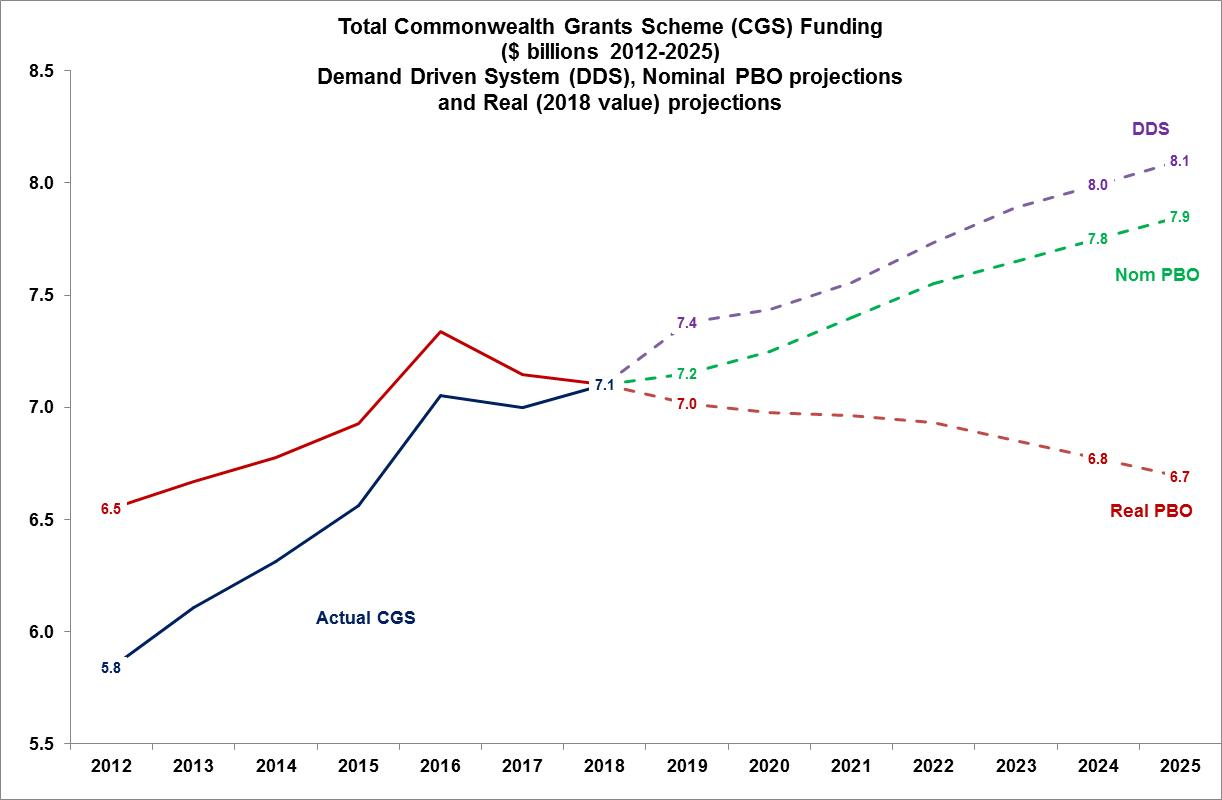 Total Commonwealth Grants Scheme (CGS) Funding
($ billions 2012-2025)
Demand Driven System (DDS), Nominal PBO projections
and Real (2018 value) projections
8.5
DDS
8.1
8.0
8.0
7.9
7.8
Nom PBO
7.5
7.4
7.2
7.1
7.0
7.0
6.8
6.7
6.5
6.5
Real PBO
6.0
Actual CGS
5.8
5.5
2012 2013 2014 2015 2016 2017 2018 2019 2020 2021 2022 2023 2024 2025